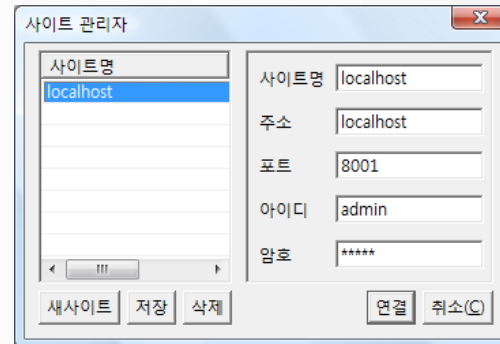 사이트 관리자
사이트명
localhost
사이트명 localhost
주소 localhost
포트 8001
아이디 admin
암호 *****
새사이트 저장 삭제 연결 취소(C)